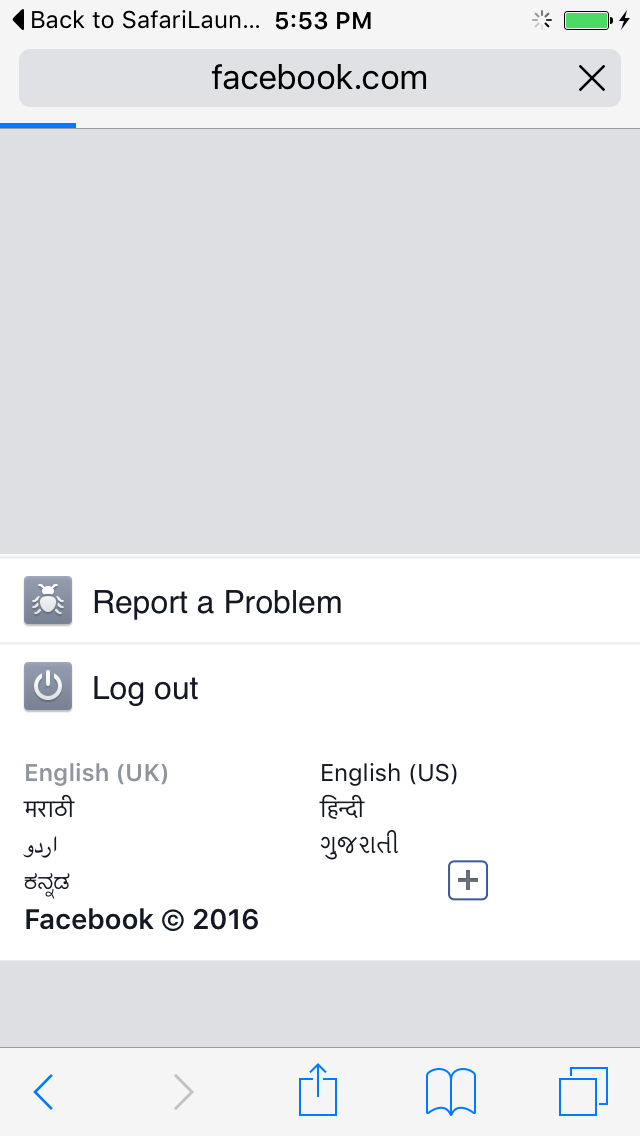 Back to SafariLaun... 5:53 PM
facebook.com
Report a Problem
Log out
English (UK) English (US)
मराठी हिन्दी
اردو ગુજરાતી
ಕನ್ನಡ
Facebook © 2016